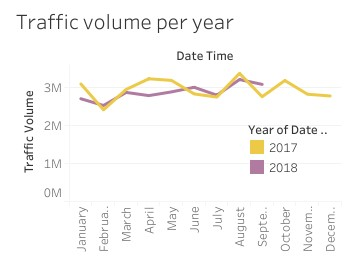 Traffic volume per year
Date Time
Traffic Volume
3M
2M
1M
0M
Year of Date ..
2017
2018
January
Februa..
March
April
May
June
July
August
Septe..
October
Novem..
Decem..